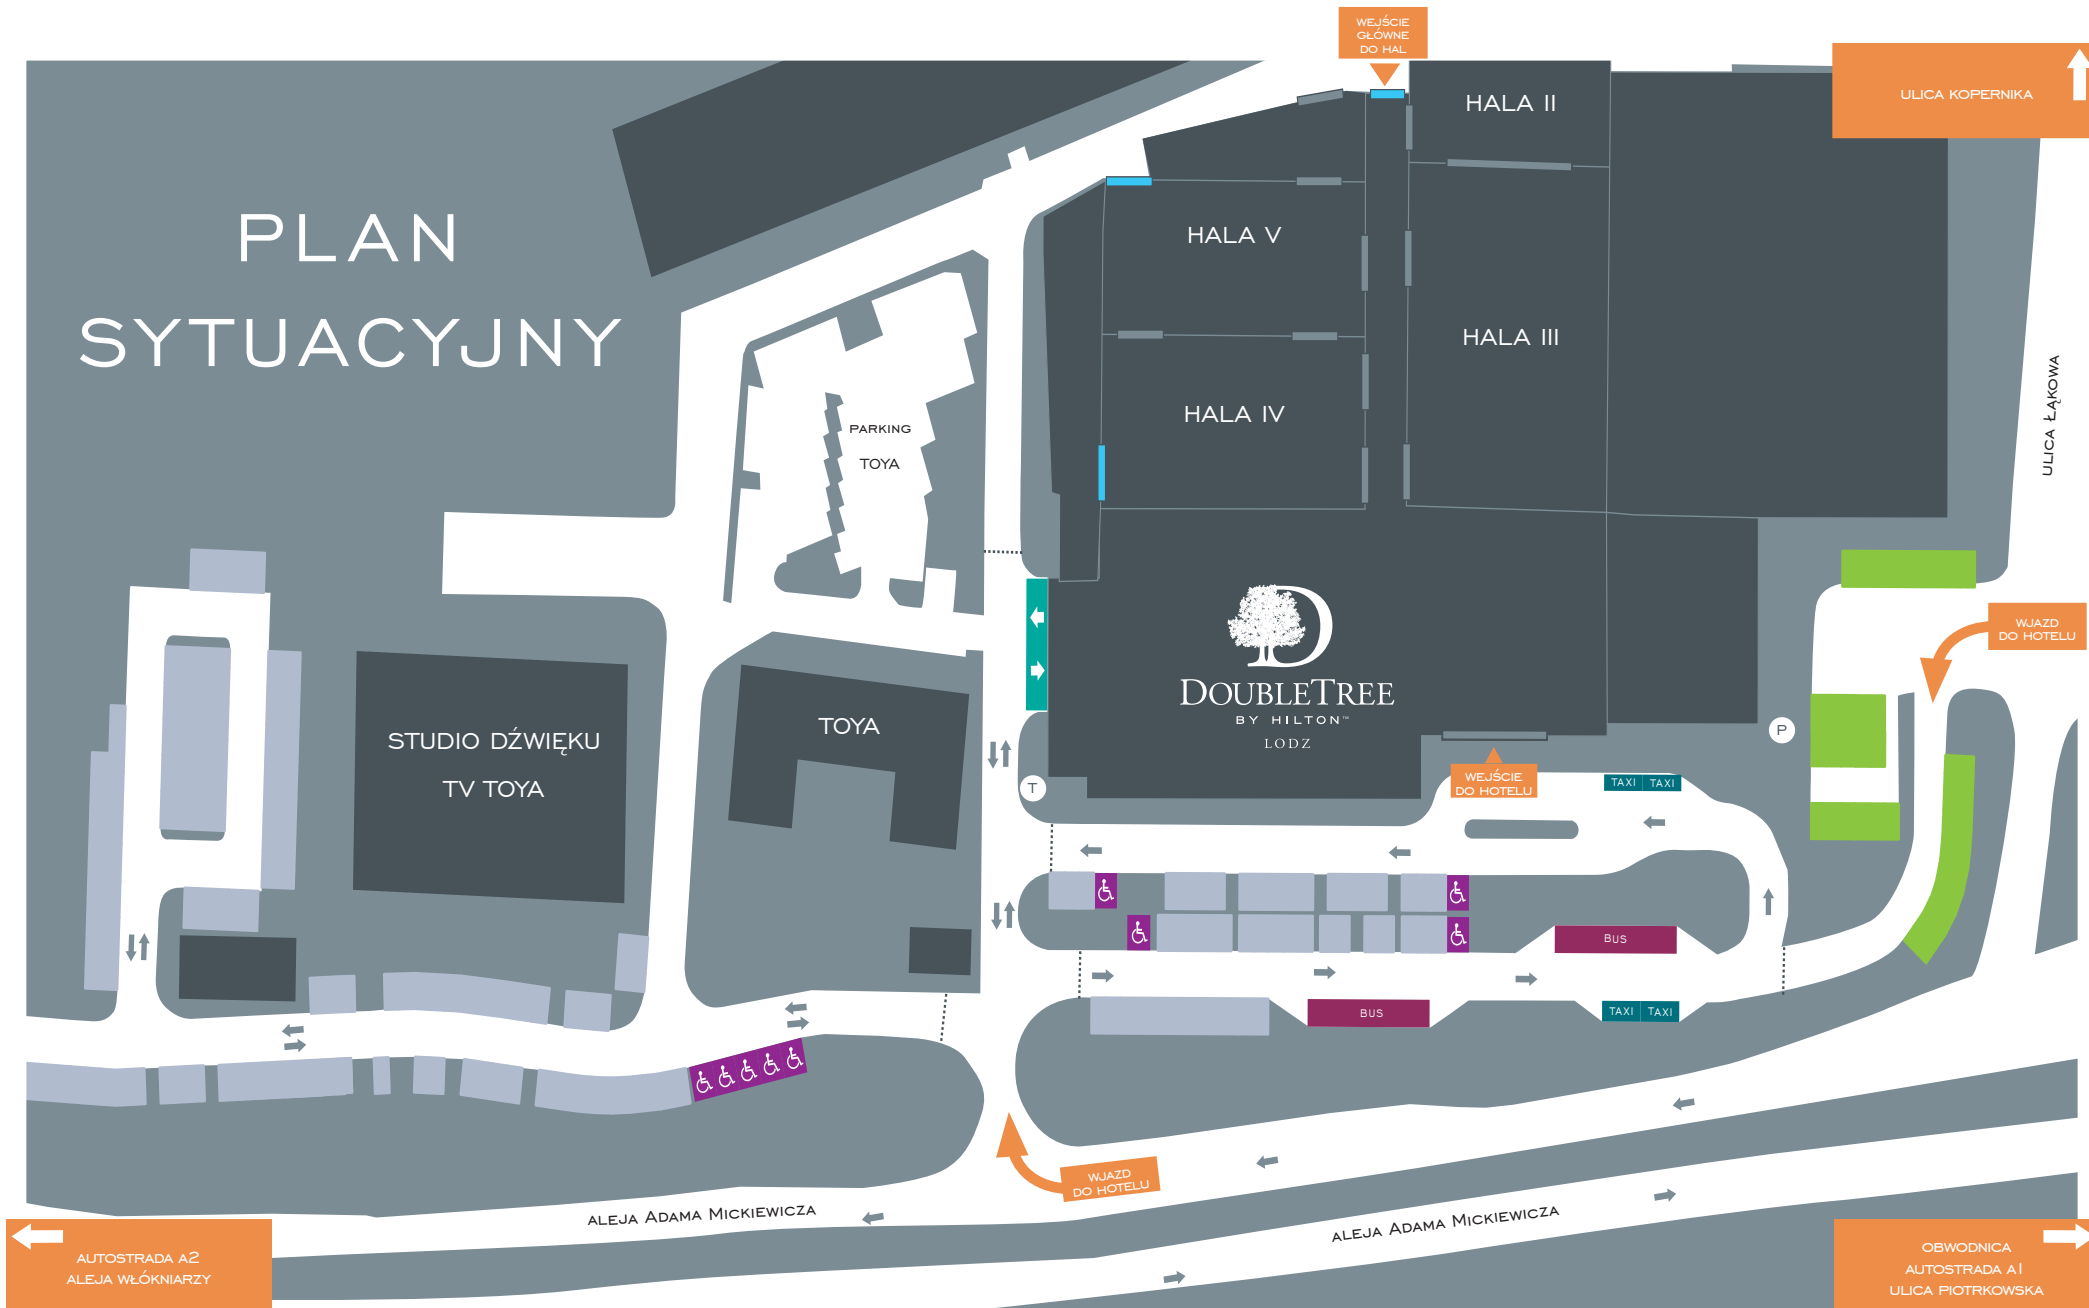 WEJŚCIE
GŁÓWNE
DO HAL
ULICA KOPERNIKA
HALA II
PLAN
SYTUACYJNY
HALA V
HALA III
HALA IV
PARKING
TOYA
ULICA ŁĄKOWA
WJAZD
DO HOTELU
DOUBLETREE
BY HILTON™
LODZ
STUDIO DŹWIĘKU
TV TOYA
TOYA
P
T
WEJŚCIE
DO HOTELU
TAXI TAXI
BUS
BUS
TAXI TAXI
WJAZD
DO HOTELU
ALEJA ADAMA MICKIEWICZA
ALEJA ADAMA MICKIEWICZA
AUTOSTRADA A2
ALEJA WŁÓKNIARZY
OBWODNICA
AUTOSTRADA A1
ULICA PIOTRKOWSKA